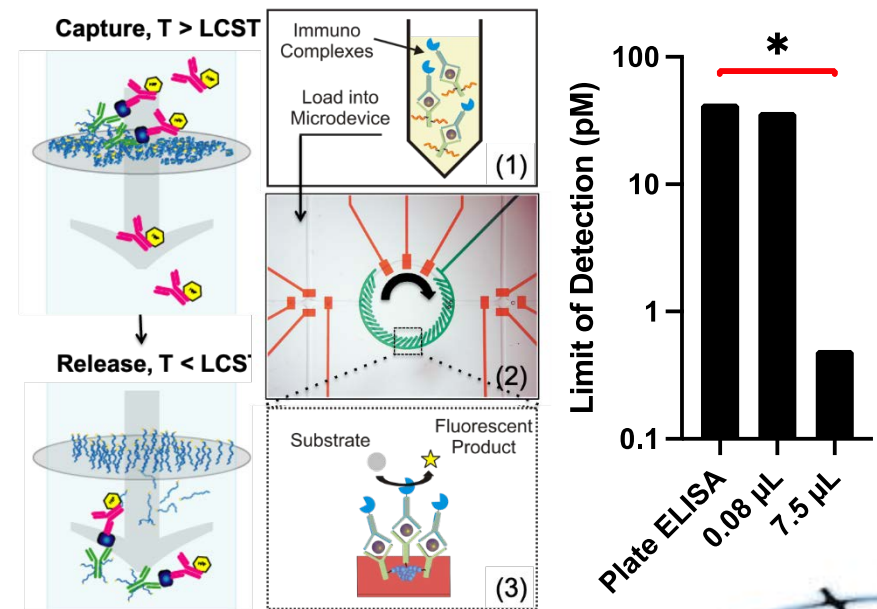 Capture, T > LCST
Release, T < LCST
Immuno
Complexes
Load into
Microdevice
(1)
(2)
Substrate
Fluorescent
Product
(3)
Limit of Detection (pM)
100
10
1
0.1
*
Plate ELISA
0.08 µL
7.5 µL